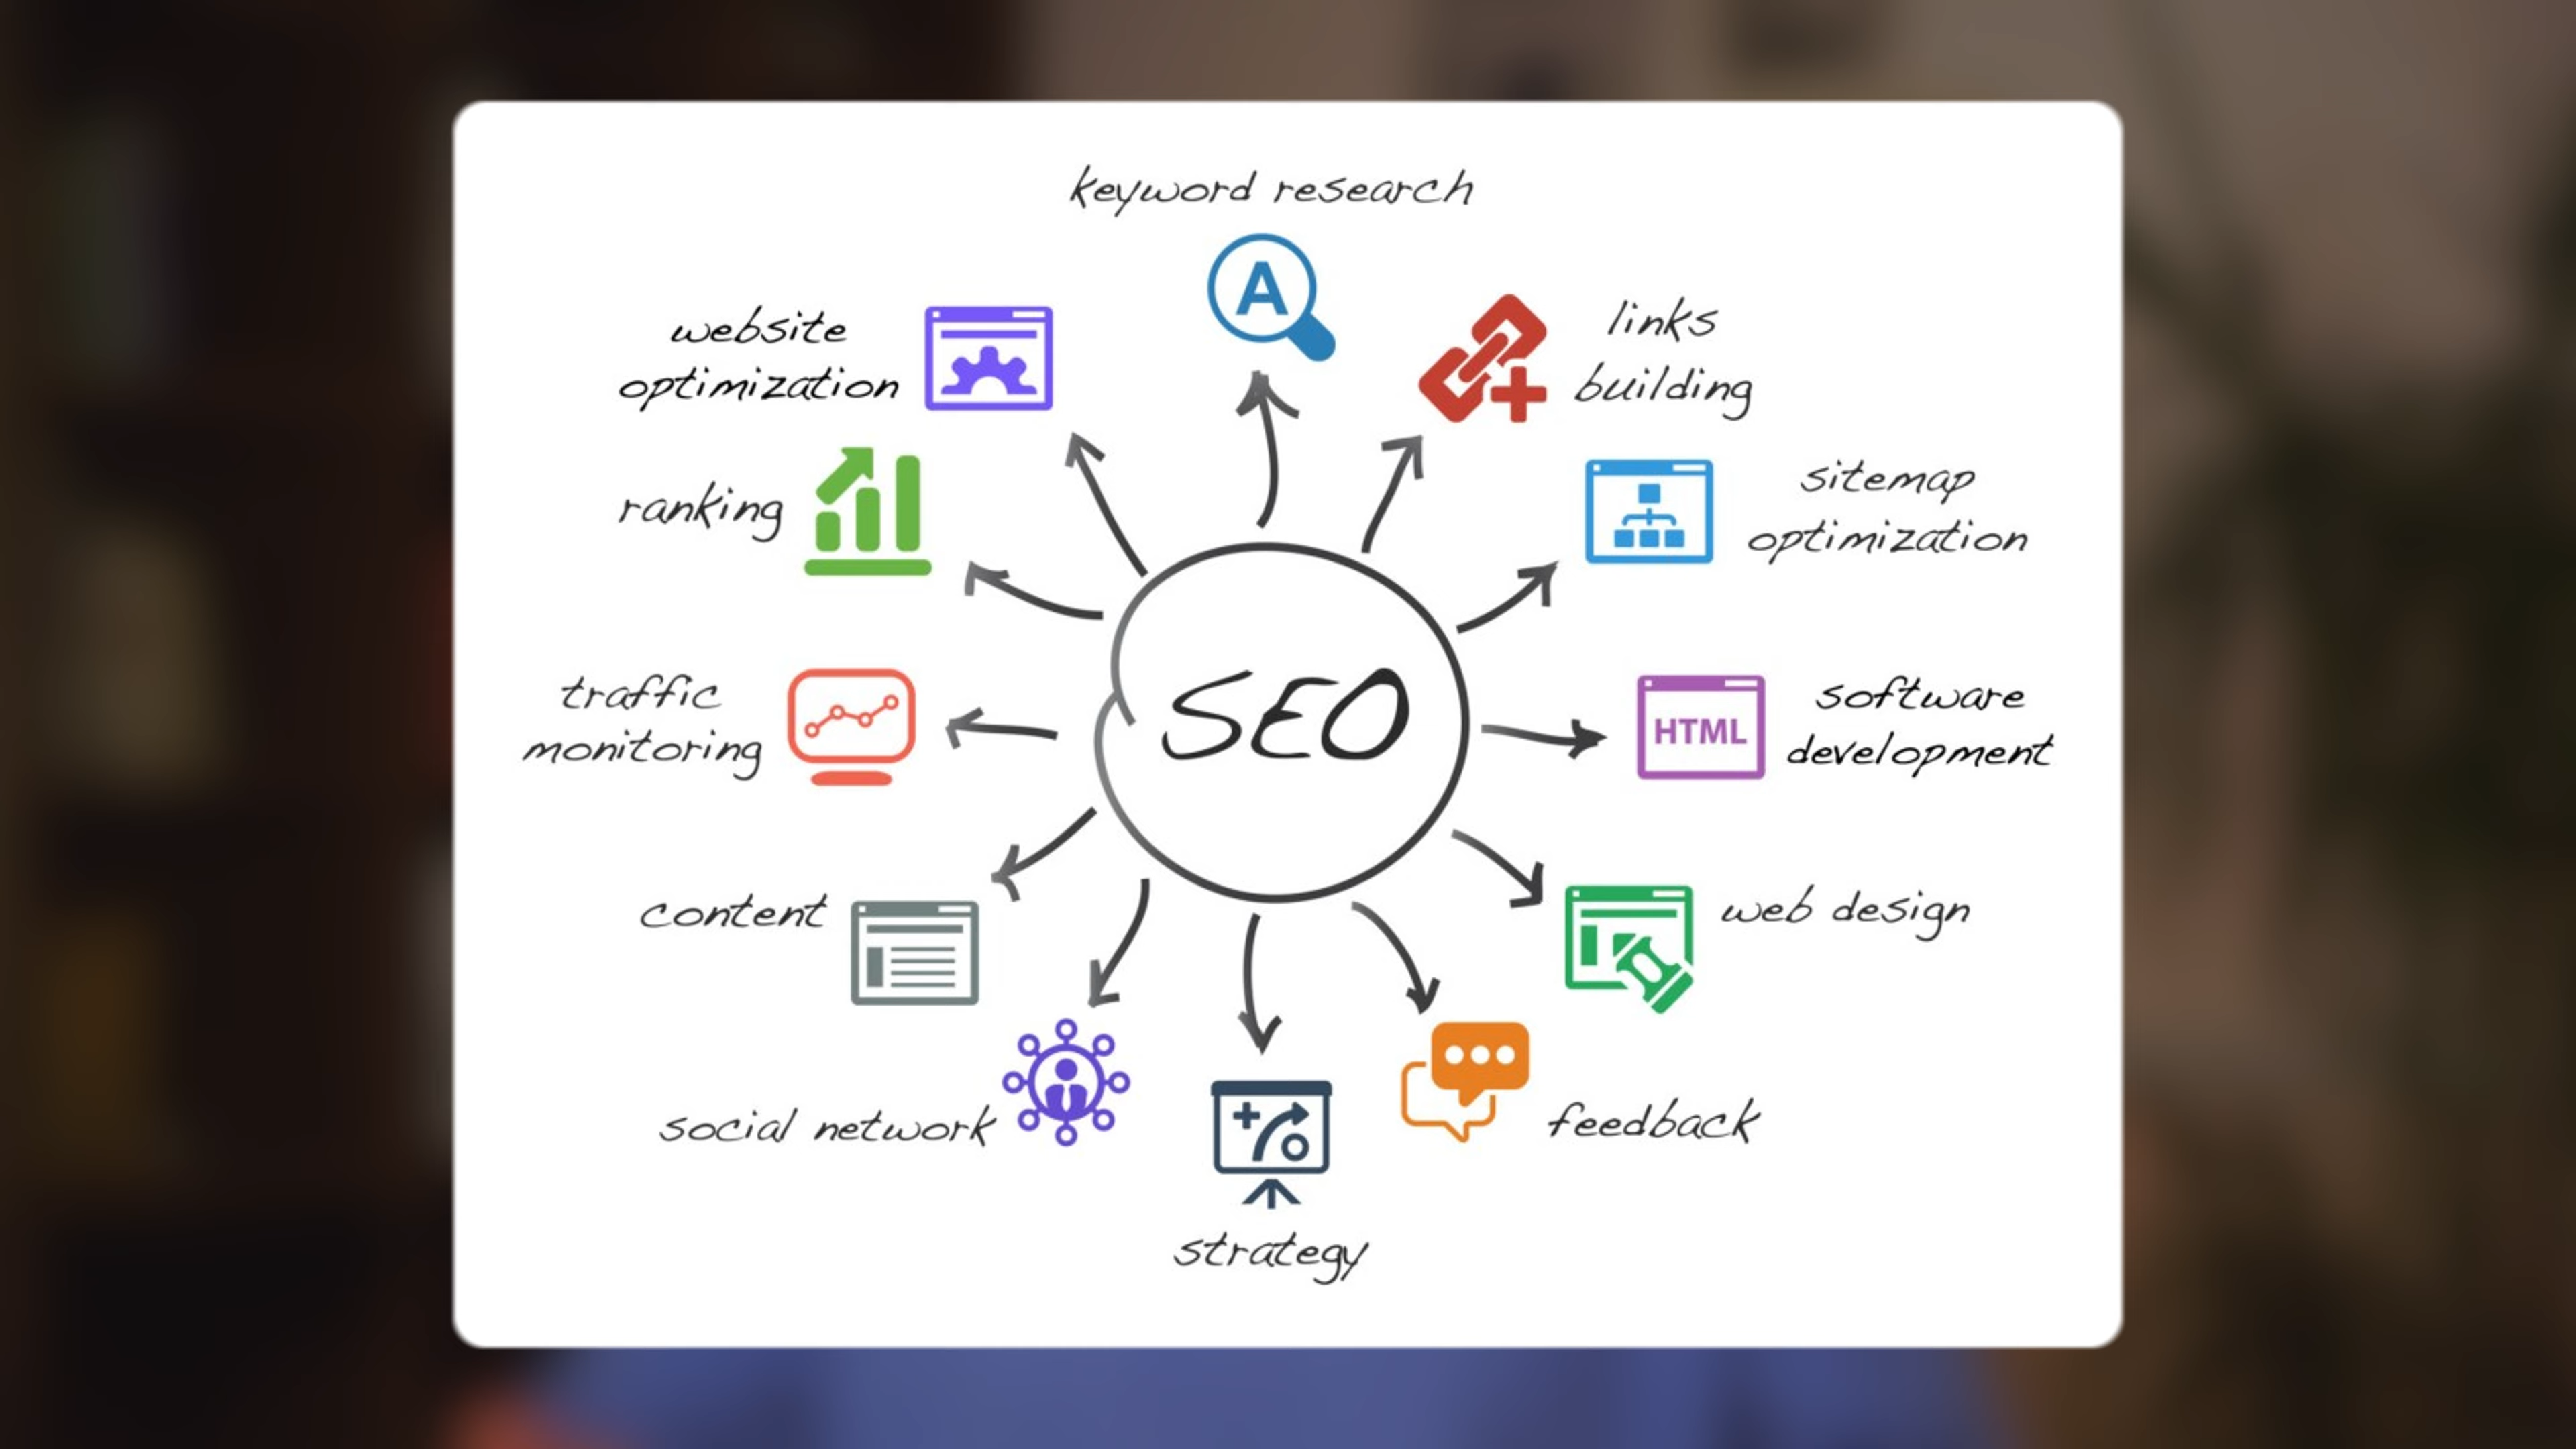 keyword research
A
links
building
sitemap
optimization
HTML
software
development
web design
feedback
strategy
social network
content
traffic
monitoring
ranking
website
optimization
SEO